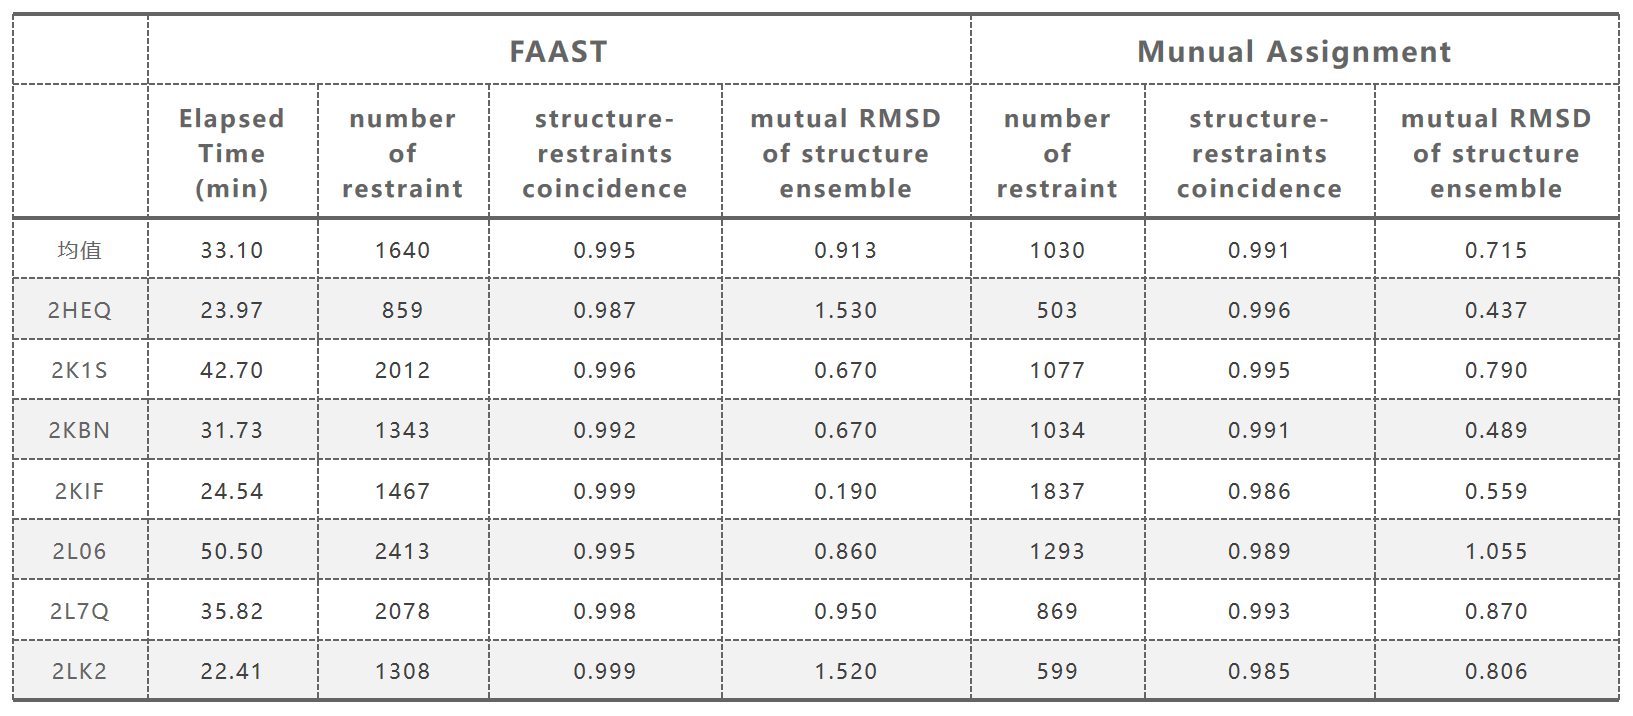 FAAST Munual Assignment
Elapsed number structure- mutual RMSD number structure- mutual RMSD
Time of restraints of structure of restraints of structure
(min) restraint coincidence ensemble restraint coincidence ensemble
均值 33.10 1640 0.995 0.913 1030 0.991 0.715
2HEQ 23.97 859 0.987 1.530 503 0.996 0.437
2K1S 42.70 2012 0.996 0.670 1077 0.995 0.790
2KBN 31.73 1343 0.992 0.670 1034 0.991 0.489
2KIF 24.54 1467 0.999 0.190 1837 0.986 0.559
2L06 50.50 2413 0.995 0.860 1293 0.989 1.055
2L7Q 35.82 2078 0.998 0.950 869 0.993 0.870
2LK2 22.41 1308 0.999 1.520 599 0.985 0.806